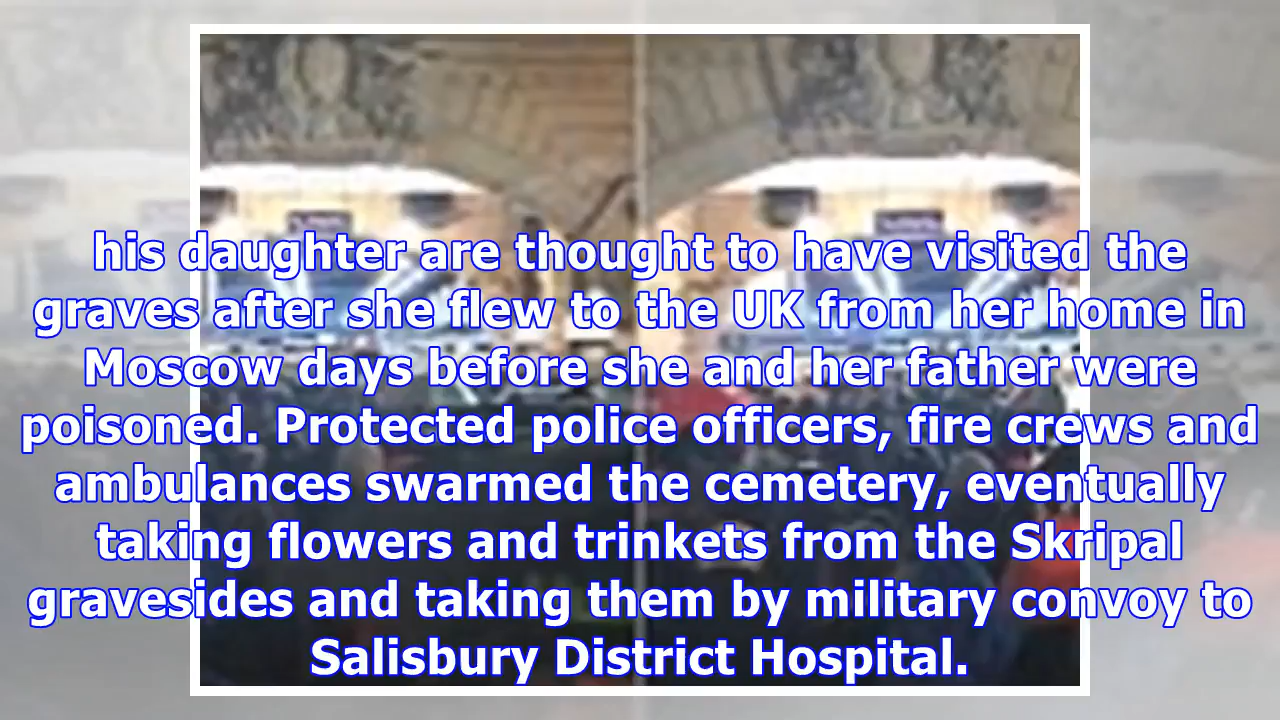 his daughter are thought to have visited the
graves after she flew to the UK from her home in
Moscow days before she and her father were
poisoned. Protected police officers, fire crews and
ambulances swarmed the cemetery, eventually
taking flowers and trinkets from the Skripal
gravesides and taking them by military convoy to
Salisbury District Hospital.